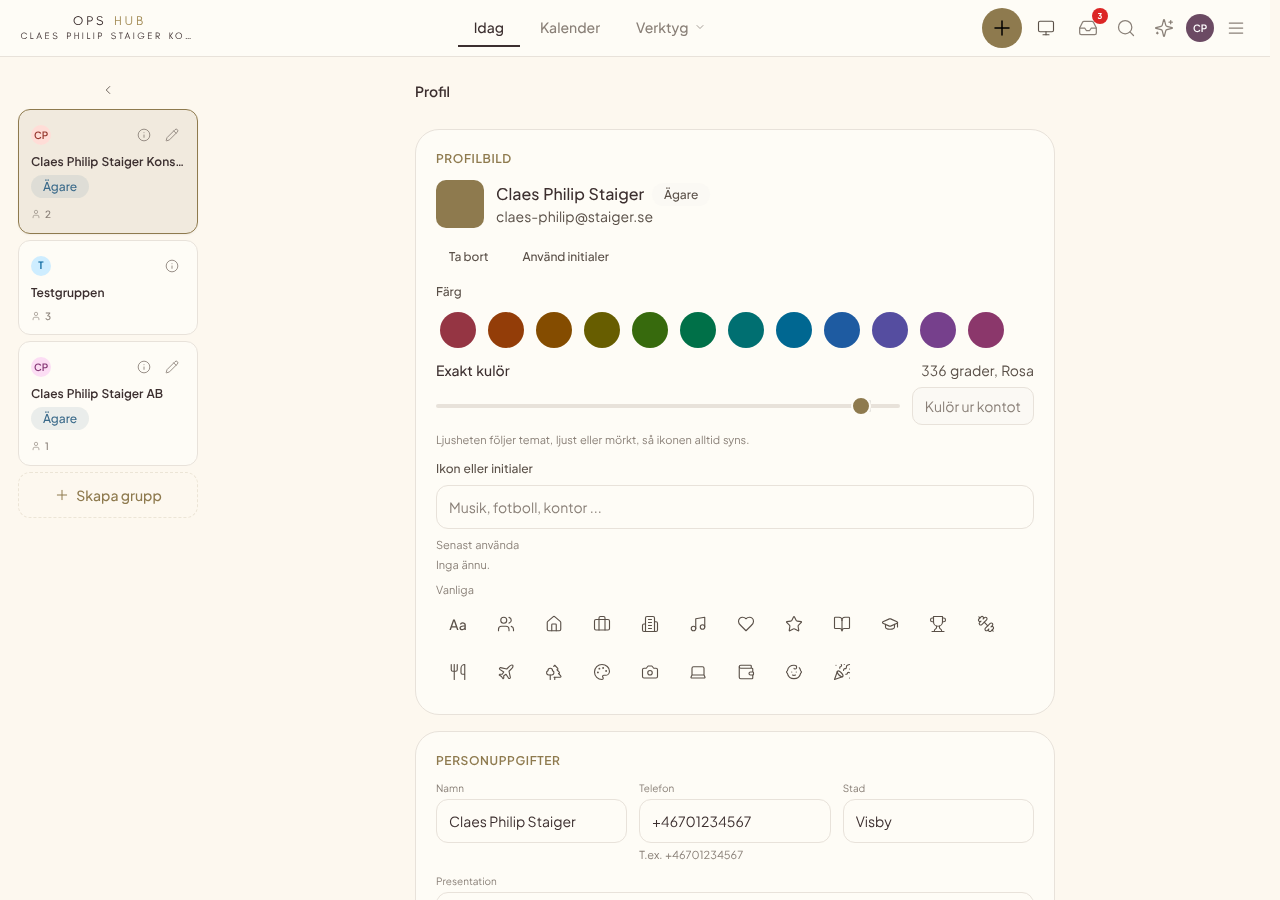 OPS HUB
CLAES PHILIP STAIGER KO...
Idag
Kalender
Verktyg
3
CP
Profil
CP
Claes Philip Staiger Kons...
Ägare
2
T
Testgruppen
3
CP
Claes Philip Staiger AB
Ägare
1
Skapa grupp
PROFILBILD
Claes Philip Staiger
Ägare
claes-philip@staiger.se
Ta bort
Använd initialer
Färg
Exakt kulör
336 grader, Rosa
Kulör ur kontot
Ljusheten följer temat, ljust eller mörkt, så ikonen alltid syns.
Ikon eller initialer
Musik, fotboll, kontor ...
Senast använda
Inga ännu.
Vanliga
Aa
PERSONUPPGIFTER
Namn
Telefon
Stad
Claes Philip Staiger
+46701234567
Visby
T.ex. +46701234567
Presentation